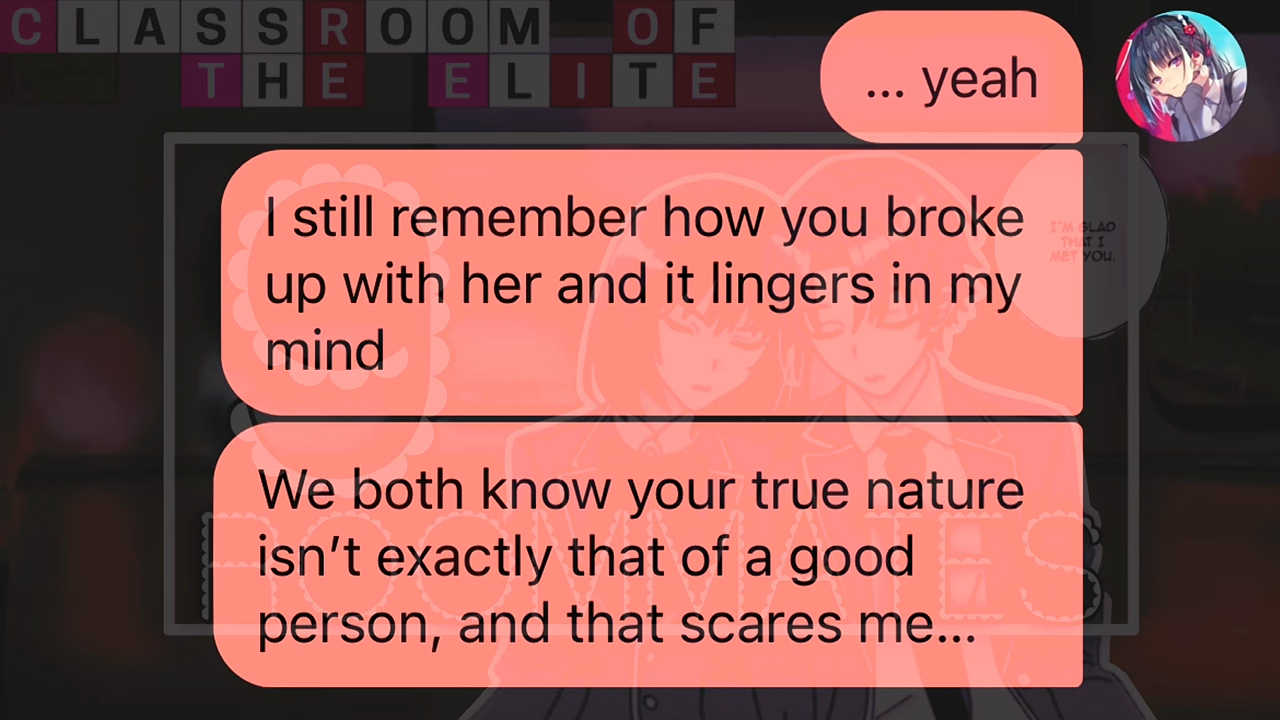 CLASSROOM OF
THE ELITE
... yeah
I still remember how you broke
up with her and it lingers in my
mind
I'M GLAD
THAT I
MET YOU.
We both know your true nature
isn't exactly that of a good
person, and that scares me...
ROOMMATES